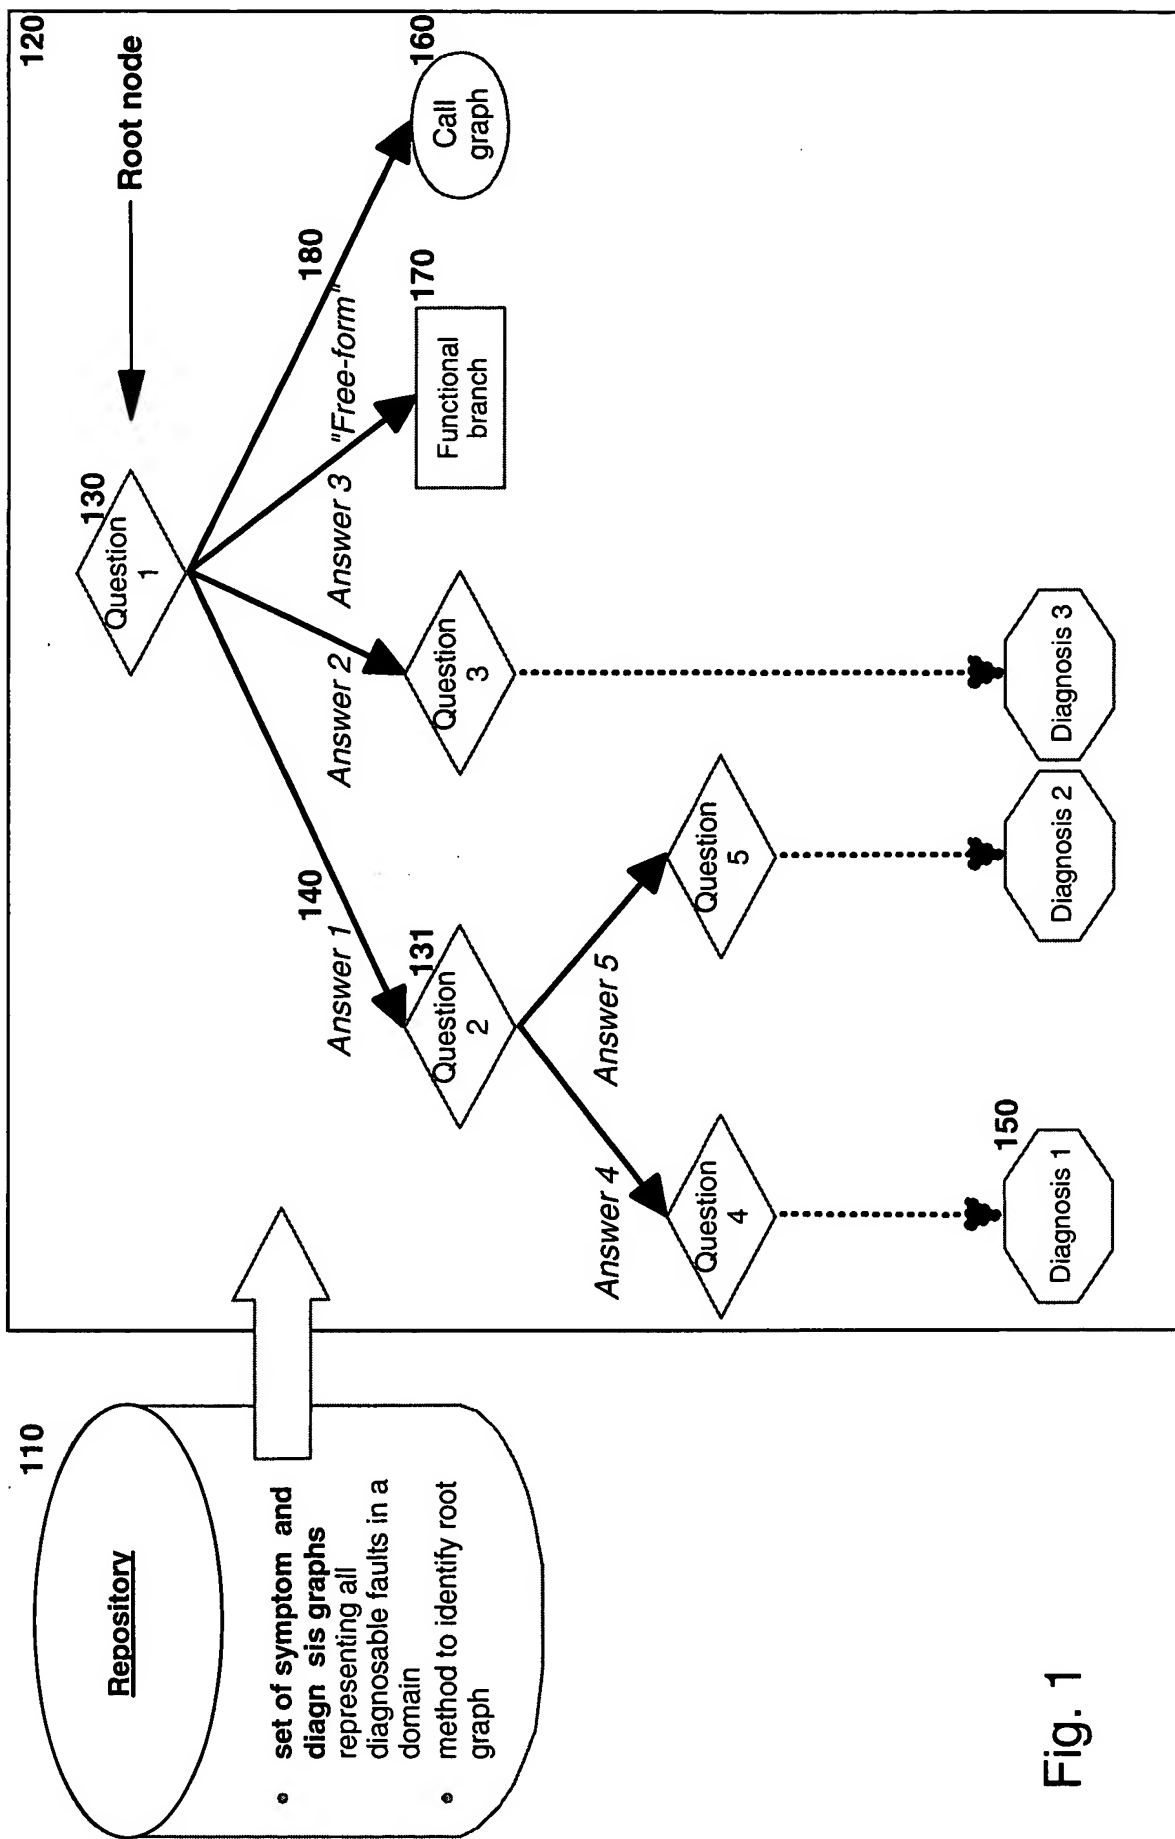 110
Repository
set of symptom and
diagn sis graphs
representing all
diagnosable faults in a
domain
method to identify root
graph
120
Root node
130
Question
1
180
160
Call
graph
140
Answer 1
Answer 2
Answer 3
"Free-form"
170
Functional
branch
131
Question
2
Question
3
Answer 4
Answer 5
Question
4
Question
5
150
Diagnosis 1
Diagnosis 2
Diagnosis 3
Fig. 1